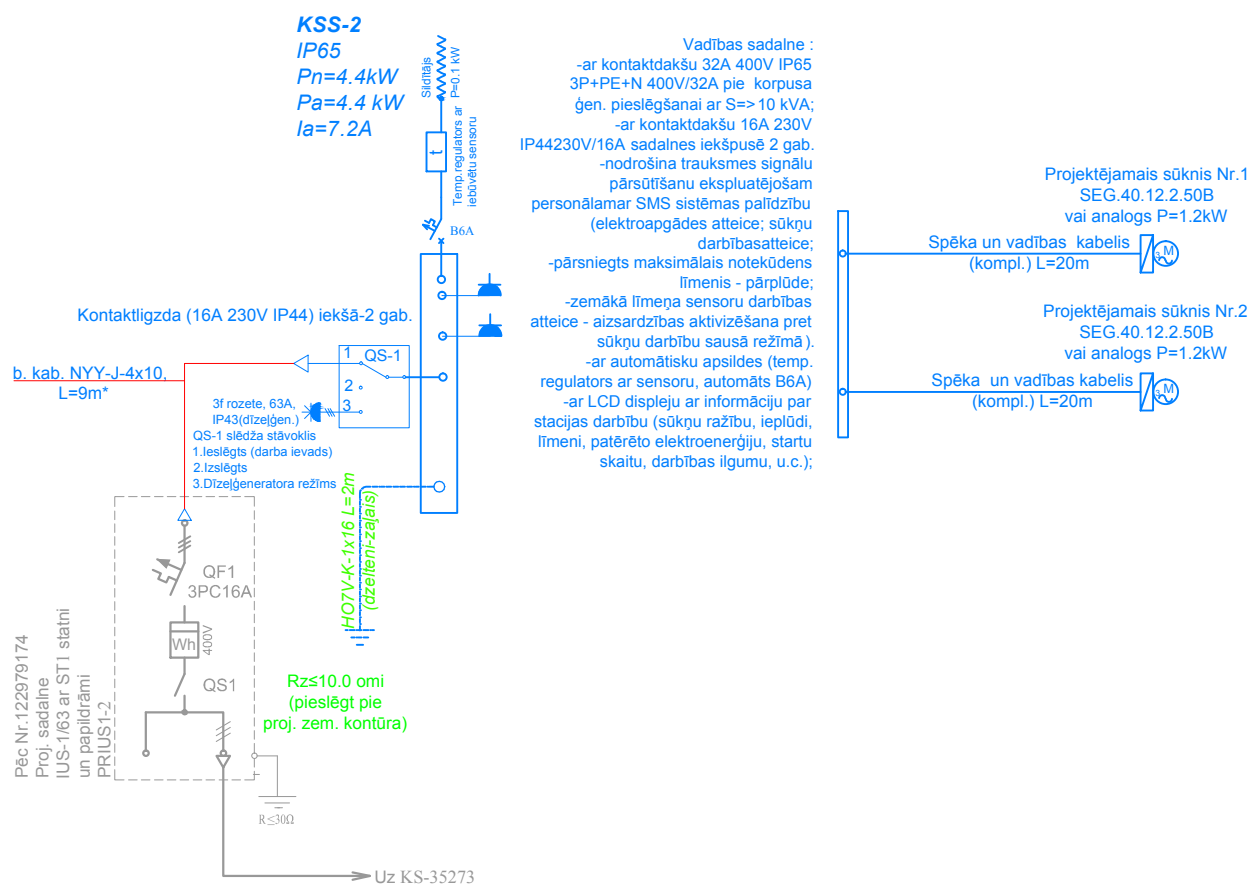 KSS-2
IP65
Pn=4.4kW
Pa=4.4 kW
Ia=7.2A
Sildītājs
P=0.1 kW
t
Temp.regulators ar
iebūvētu sensoru
B6A
Vadības sadalne :
-ar kontaktdakšu 32A 400V IP65
3P+PE+N 400V/32A pie korpusa
ģen. pieslēgšanai ar S=>10 kVA;
-ar kontaktdakšu 16A 230V
IP44230V/16A sadalnes iekšpusē 2 gab.
-nodrošina trauksmes signālu
pārsūtīšanu ekspluatējošam
personālamar SMS sistēmas palīdzību
(elektroapgādes atteice; sūkņu
darbībasatteice;
-pārsniegts maksimālais notekūdens
līmenis - pārplūde;
-zemākā līmeņa sensoru darbības
atteice - aizsardzības aktivizēšana pret
sūkņu darbību sausā režīmā).
-ar automātisku apsildes (temp.
regulators ar sensoru, automāts B6A)
-ar LCD displeju ar informāciju par
stacijas darbību (sūkņu ražību, ieplūdi,
līmeni, patērēto elektroenerģiju, startu
skaitu, darbības ilgumu, u.c.);
Projektējamais sūknis Nr.1
SEG.40.12.2.50B
vai analogs P=1.2kW
Spēka un vadības kabelis
(kompl.) L=20m
3 M
Projektējamais sūknis Nr.2
SEG.40.12.2.50B
vai analogs P=1.2kW
Spēka un vadības kabelis
(kompl.) L=20m
3 M
Kontaktligzda (16A 230V IP44) iekšā-2 gab.
1 QS-1
2
3
b. kab. NYY-J-4x10,
L=9m*
3f rozete, 63A,
IP43(dīzeļģen.)
QS-1 slēdža stāvoklis
1.Ieslēgts (darba ievads)
2.Izslēgts
3.Dīzeļģeneratora režīms
HO7V-K-1x16 L=2m
(dzelteni-zaļais)
Rz≤10.0 omi
(pieslēgt pie
proj. zem. kontūra)
QF1
3PC16A
Wh
400V
QS1
Pēc Nr.122979174
Proj. sadalne
IUS-1/63 ar ST1 statni
un papildrāmi
PRIUS1-2
R≤30Ω
Uz KS-35273